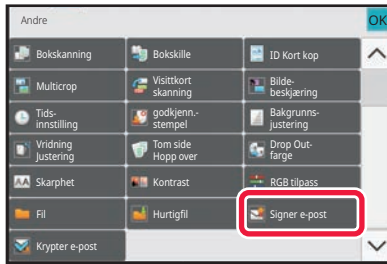 Andre
OK
Bokskanning
Bokskille
ID Kort kop
Multicrop
Visittkort
skanning
Bilde-
beskjæring
Tids-
innstilling
godkjenn.-
stempel
Bakgrunns-
justering
Vridning
Justering
Tom side
Hopp over
Drop Out-
farge
Skarphet
Kontrast
RGB tilpass
Fil
Hurtigfil
Signer e-post
Krypter e-post